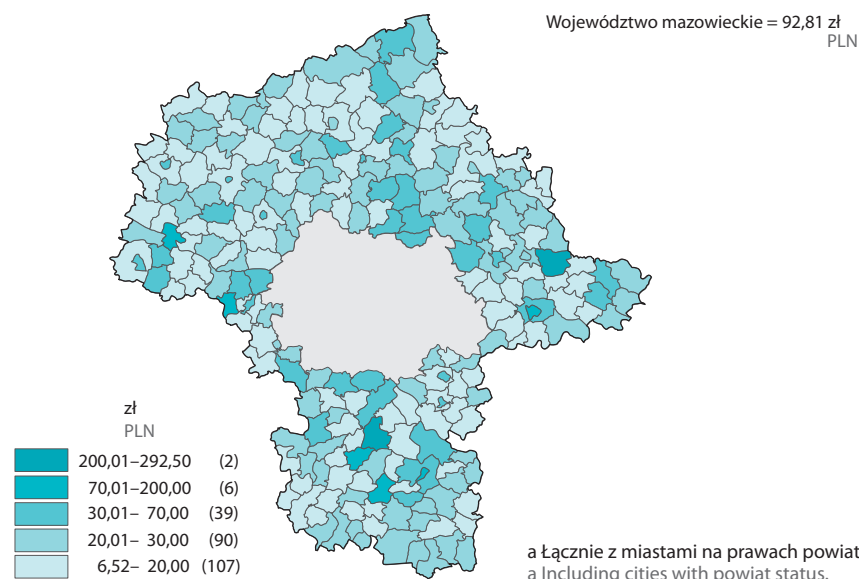 Województwo mazowieckie = 92,81 zł
PLN
zł
PLN
200,01–292,50 (2)
70,01–200,00 (6)
30,01– 70,00 (39)
20,01– 30,00 (90)
6,52– 20,00 (107)
a Łącznie z miastami na prawach powiat
a Including cities with powiat status.